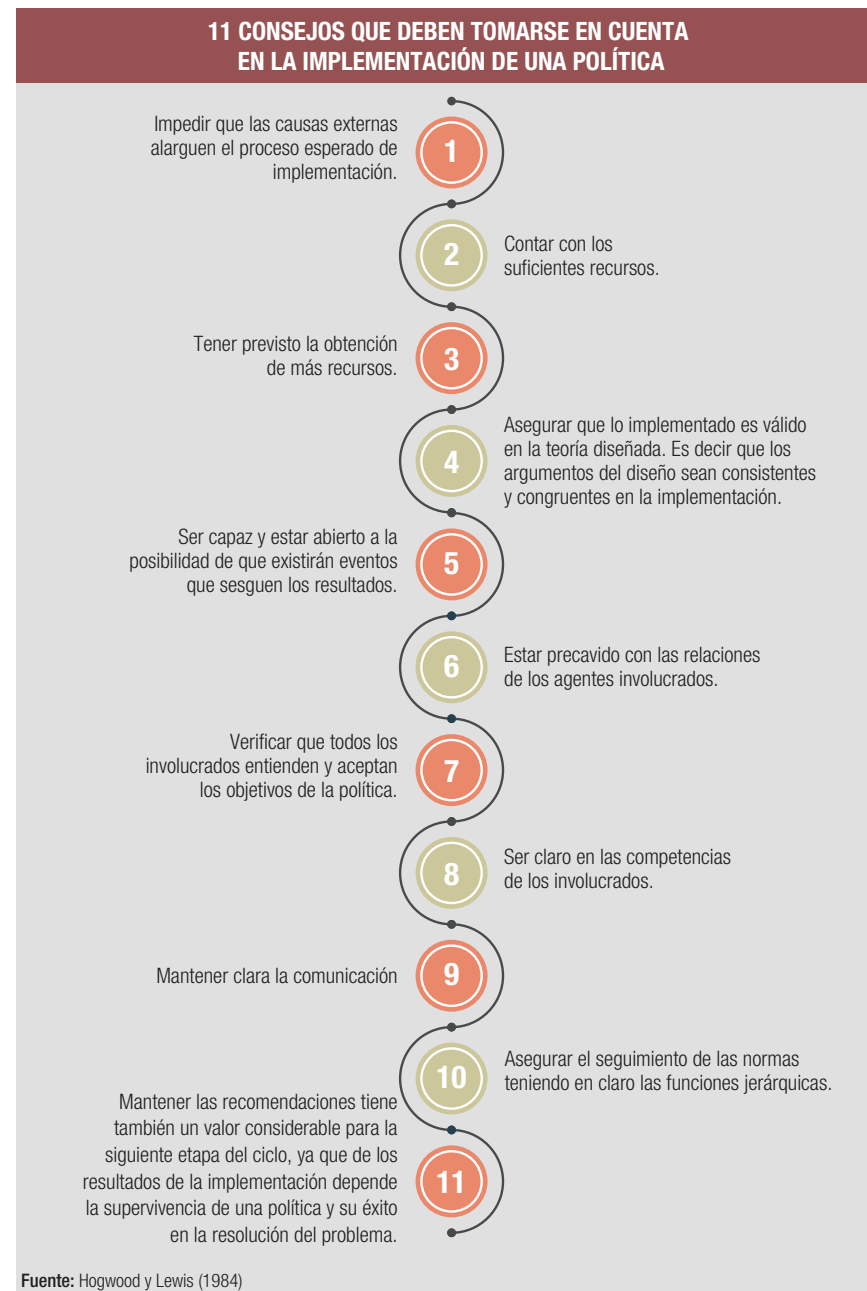 11 CONSEJOS QUE DEBEN TOMARSE EN CUENTA
EN LA IMPLEMENTACIÓN DE UNA POLÍTICA
Impedir que las causas externas
alarguen el proceso esperado de
implementación.
1
2
Contar con los
suficientes recursos.
Tener previsto la obtención
de más recursos.
3
4
Asegurar que lo implementado es válido
en la teoría diseñada. Es decir que los
argumentos del diseño sean consistentes
y congruentes en la implementación.
Ser capaz y estar abierto a la
posibilidad de que existirán eventos
que sesguen los resultados.
5
6
Estar precavido con las relaciones
de los agentes involucrados.
Verificar que todos los
involucrados entienden y aceptan
los objetivos de la política.
7
8
Ser claro en las competencias
de los involucrados.
Mantener clara la comunicación
9
10
Asegurar el seguimiento de las normas
teniendo en claro las funciones jerárquicas.
Mantener las recomendaciones tiene
también un valor considerable para la
siguiente etapa del ciclo, ya que de los
resultados de la implementación depende
la supervivencia de una política y su éxito
en la resolución del problema.
11
Fuente: Hogwood y Lewis (1984)